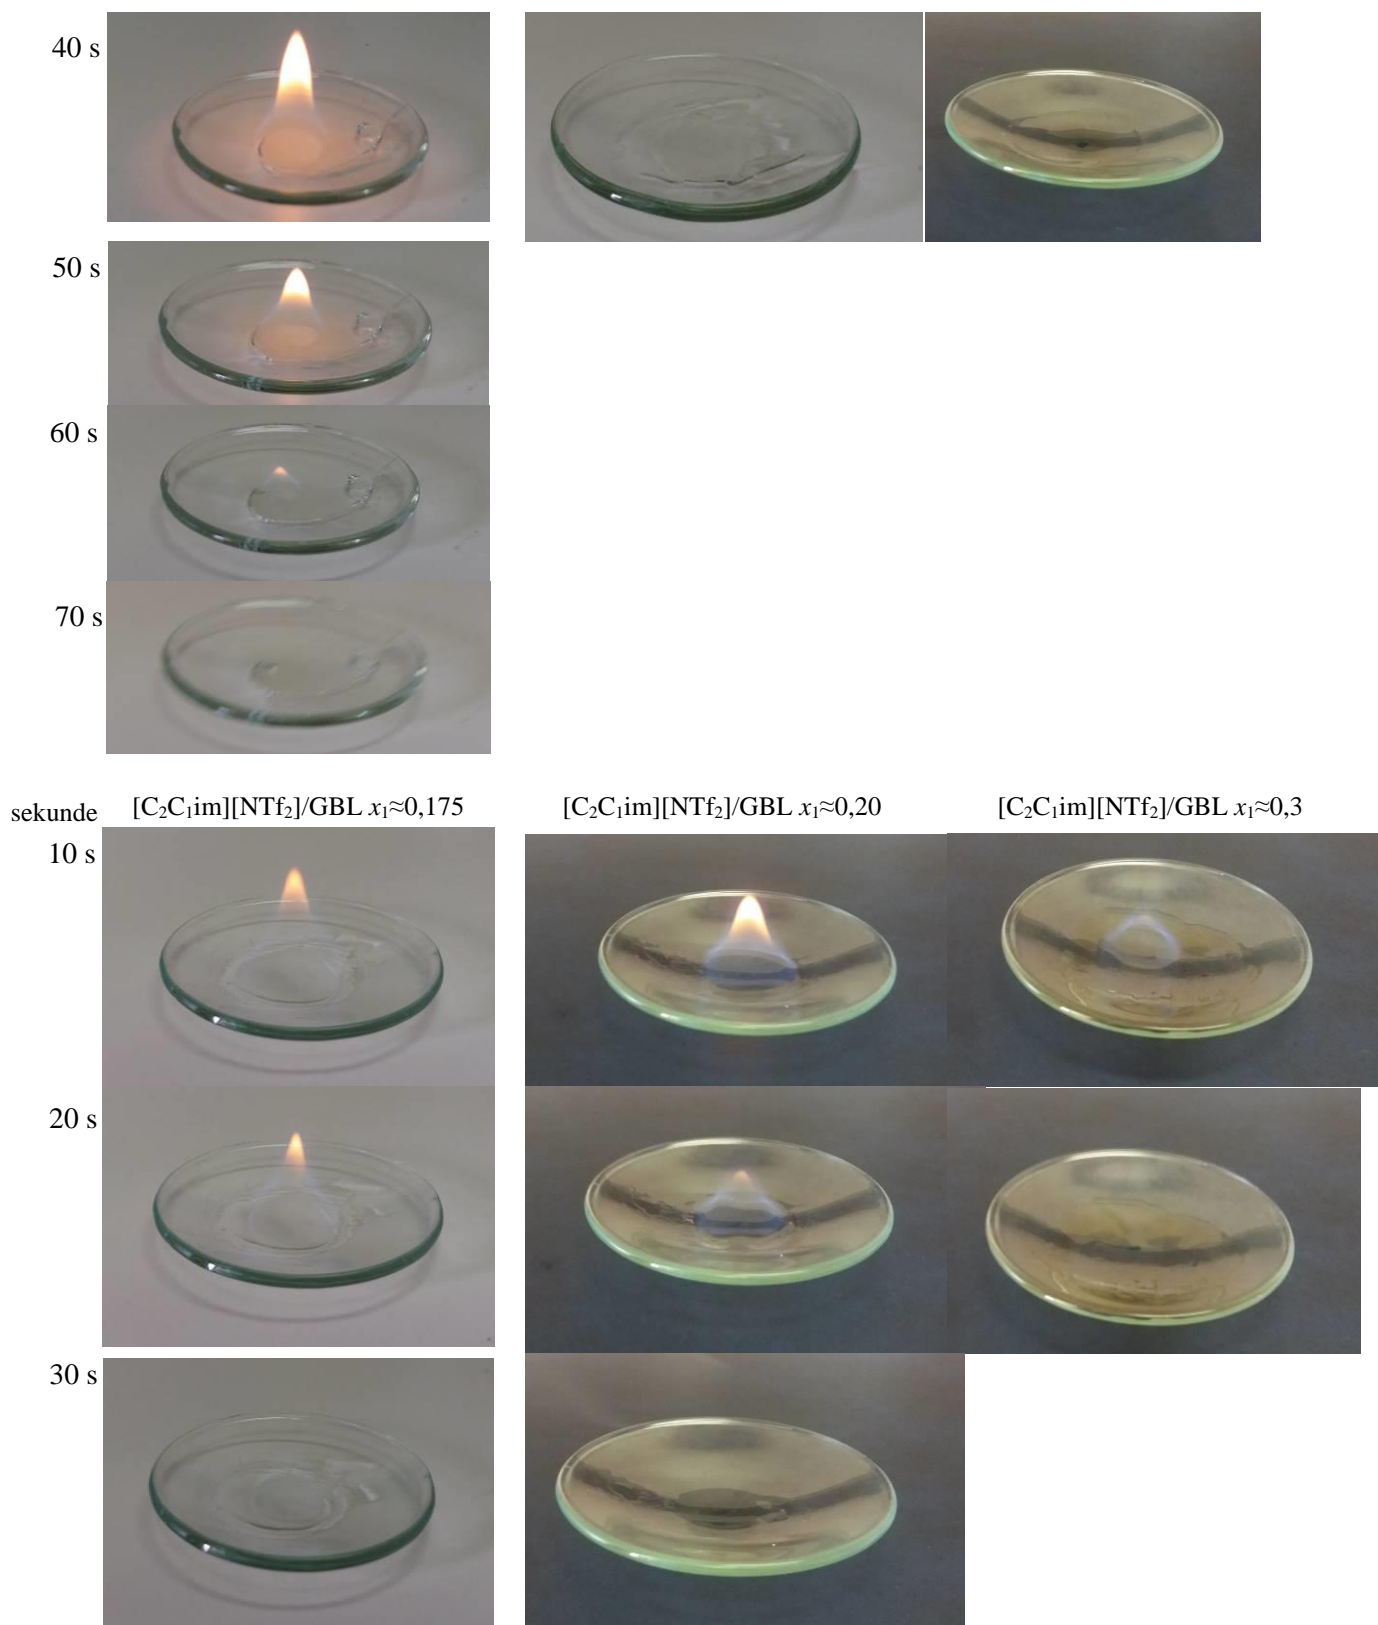 40 s
50 s
60 s
70 s
sekunde [C₂C₁im][NTf₂]/GBL x₁≈0,175 [C₂C₁im][NTf₂]/GBL x₁≈0,20 [C₂C₁im][NTf₂]/GBL x₁≈0,3
10 s
20 s
30 s